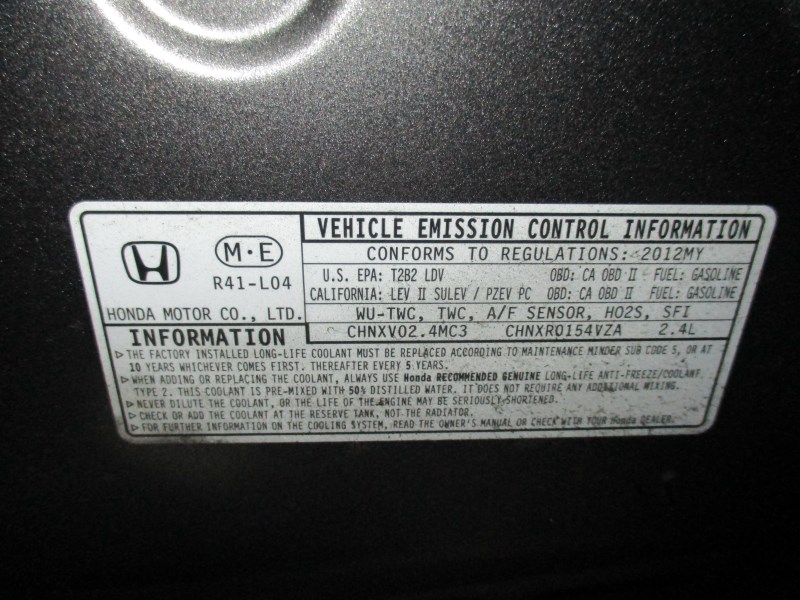 VEHICLE EMISSION CONTROL INFORMATION
M·E
R41-L04
HONDA MOTOR CO., LTD.
CONFORMS TO REGULATIONS: 2012MY
U.S. EPA: T2B2 LDV OBD: CA OBD II FUEL: GASOLINE
CALIFORNIA: LEV II SULEV / PZEV PC OBD: CA OBD II FUEL: GASOLINE
WU-TWC, TWC, A/F SENSOR, HO2S, SFI
CHNXV02.4MC3 CHNXR0154VZA 2.4L
INFORMATION
▷THE FACTORY INSTALLED LONG-LIFE COOLANT MUST BE REPLACED ACCORDING TO MAINTENANCE MINDER SUB CODE 5, OR AT
10 YEARS WHICHEVER COMES FIRST. THEREAFTER EVERY 5 YEARS.
▷WHEN ADDING OR REPLACING THE COOLANT, ALWAYS USE Honda RECOMMENDED GENUINE LONG-LIFE ANTI-FREEZE/COOLANT
TYPE 2. THIS COOLANT IS PRE-MIXED WITH 50% DISTILLED WATER. IT DOES NOT REQUIRE ANY ADDITIONAL MIXING.
▷NEVER DILUTE THE COOLANT, OR THE LIFE OF THE ENGINE MAY BE SERIOUSLY SHORTENED.
▷CHECK OR ADD THE COOLANT AT THE RESERVE TANK, NOT THE RADIATOR.
▷FOR FURTHER INFORMATION ON THE COOLING SYSTEM, READ THE OWNER'S MANUAL OR CHECK WITH YOUR Honda DEALER.